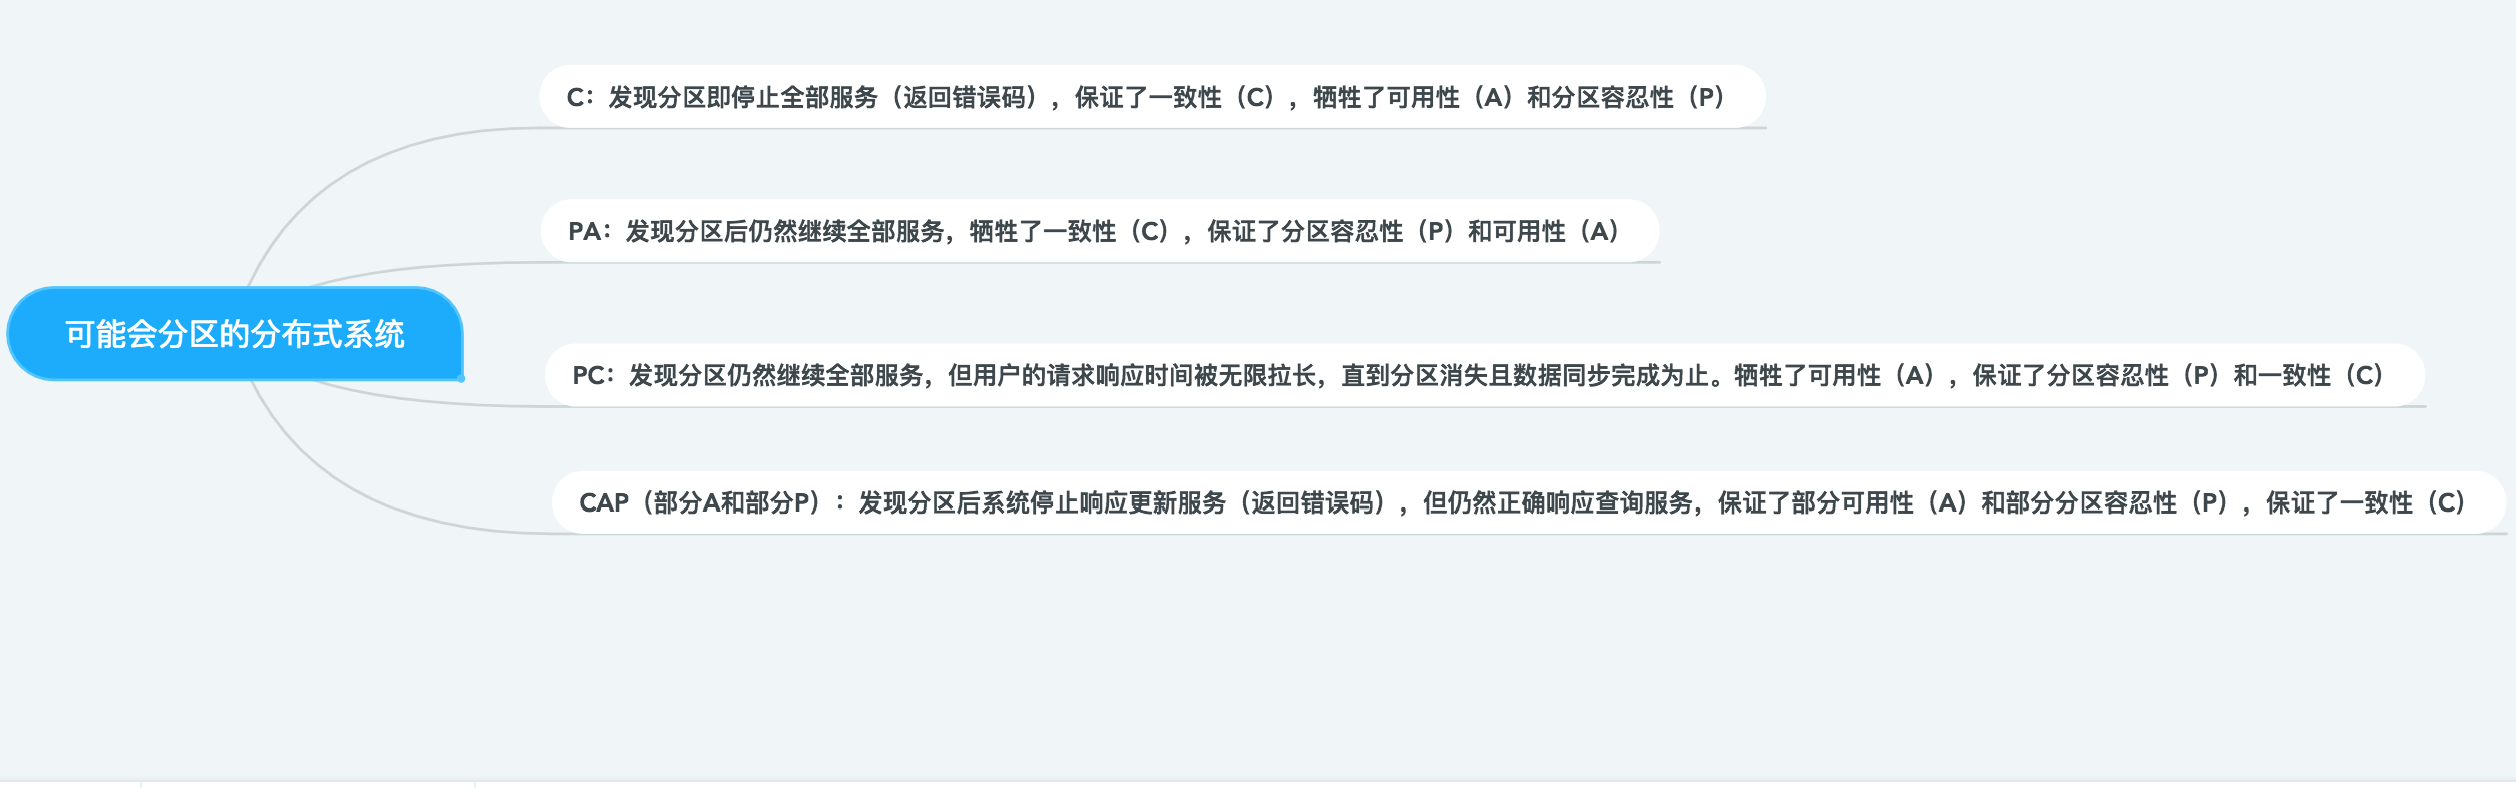 C：发现分区即停止全部服务（返回错误码），保证了一致性（C），牺牲了可用性（A）和分区容忍性（P）
PA：发现分区后仍然继续全部服务，牺牲了一致性（C），保证了分区容忍性（P）和可用性（A）
可能会分区的分布式系统
PC：发现分区仍然继续全部服务，但用户的请求响应时间被无限拉长，直到分区消失且数据同步完成为止。牺牲了可用性（A），保证了分区容忍性（P）和一致性（C）
CAP（部分A和部分P）：发现分区后系统停止响应更新服务（返回错误码），但仍然正确响应查询服务，保证了部分可用性（A）和部分分区容忍性（P），保证了一致性（C）